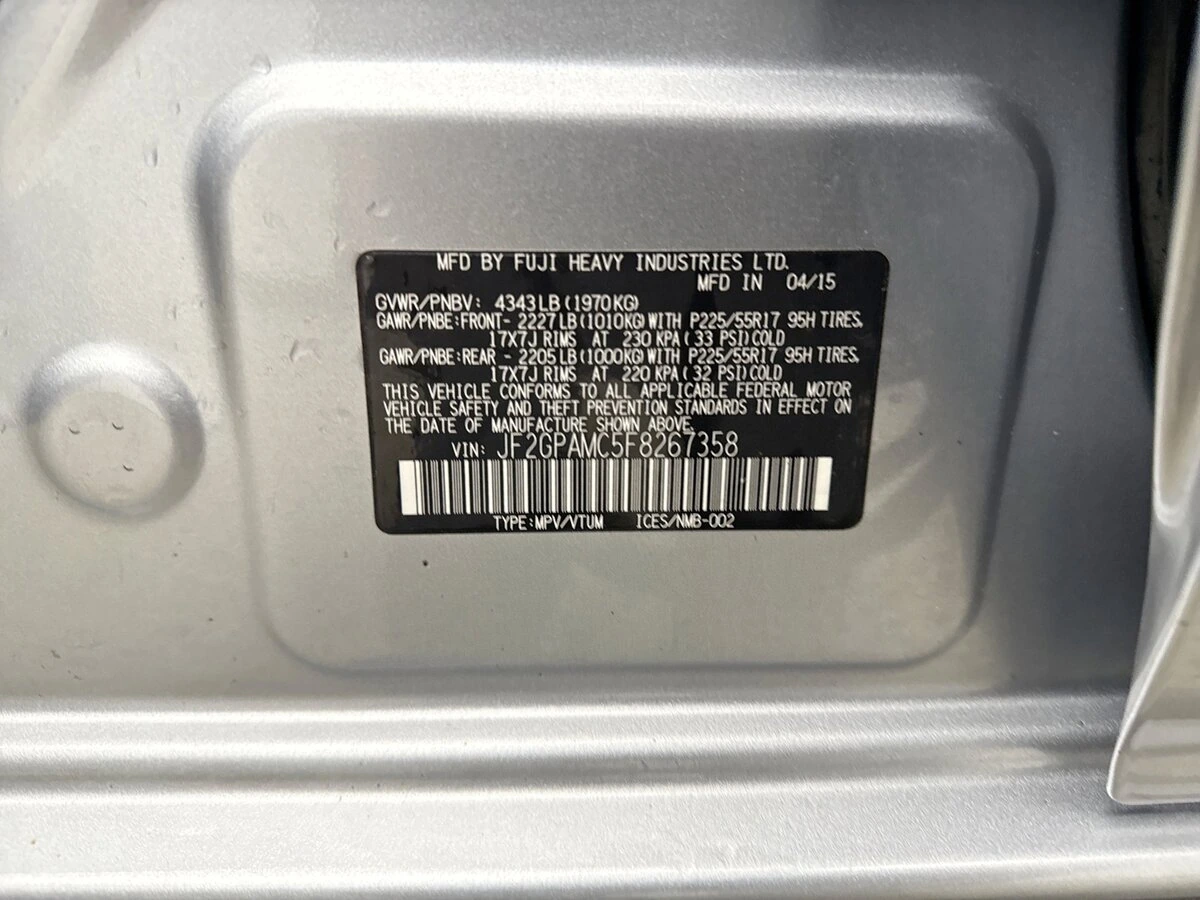 MFD BY FUJI HEAVY INDUSTRIES LTD.
MFD IN 04/15
GVWR/PNBV: 4343LB(1970KG)
GAWR/PNBE:FRONT- 2227LB(1010KG)WITH P225/55R17 95H TIRES.
17X7J RIMS AT 230 KPA(33 PSI)COLD
GAWR/PNBE:REAR - 2205LB(1000KG)WITH P225/55R17 95H TIRES.
17X7J RIMS AT 220 KPA(32 PSI)COLD
THIS VEHICLE CONFORMS TO ALL APPLICABLE FEDERAL MOTOR
VEHICLE SAFETY AND THEFT PREVENTION STANDARDS IN EFFECT ON
THE DATE OF MANUFACTURE SHOWN ABOVE.
VIN: JF2GPAMC5F8267358
TYPE:MPV/VTUM ICES/NMB-002